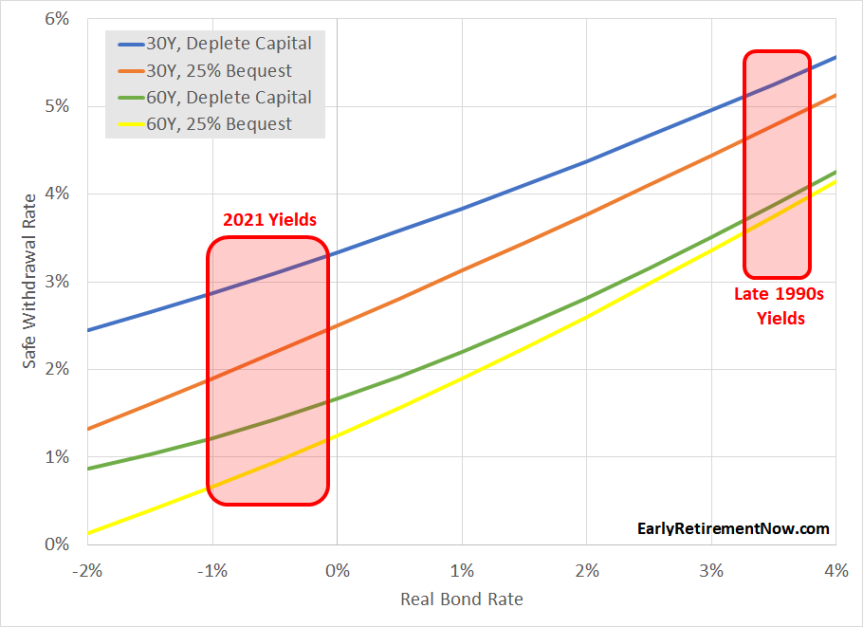 6%
5%
4%
3%
2%
1%
0%
Safe Withdrawal Rate
30Y, Deplete Capital
30Y, 25% Bequest
60Y, Deplete Capital
60Y, 25% Bequest
2021 Yields
Late 1990s
Yields
EarlyRetirementNow.com
-2%
-1%
0%
1%
2%
3%
4%
Real Bond Rate